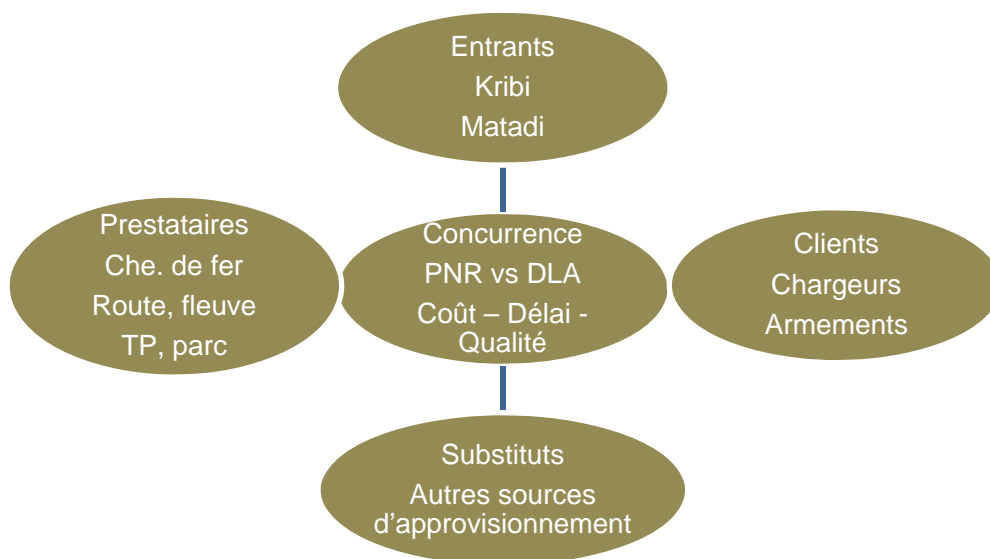 Entrants
Kribi
Matadi
Prestataires
Che. de fer
Route, fleuve
TP, parc
Concurrence
PNR vs DLA
Coût – Délai -
Qualité
Clients
Chargeurs
Armements
Substituts
Autres sources
d'approvisionnement